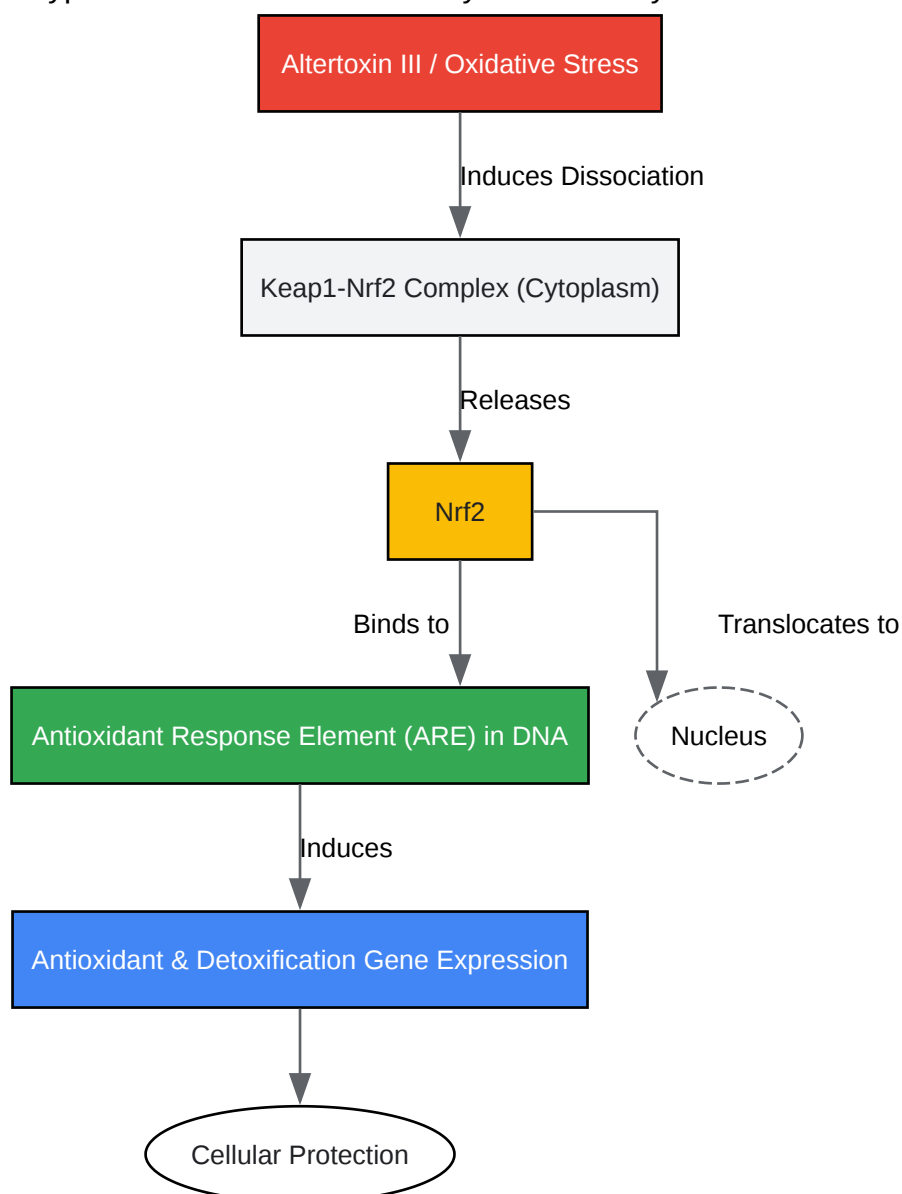 Altertoxin III / Oxidative Stress
Induces Dissociation
Keap1-Nrf2 Complex (Cytoplasm)
Releases
Nrf2
Binds to
Translocates to
Antioxidant Response Element (ARE) in DNA
Nucleus
Induces
Antioxidant & Detoxification Gene Expression
Cellular Protection